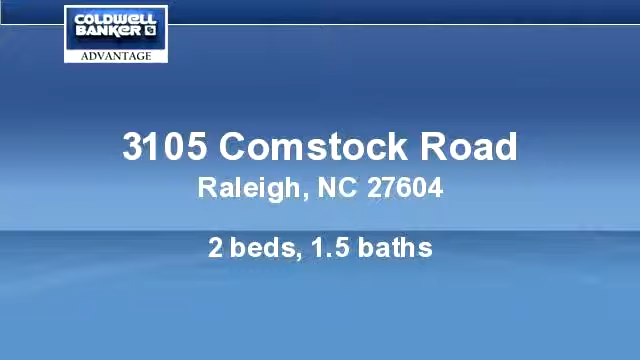 COLDWELL
BANKER
ADVANTAGE
3105 Comstock Road
Raleigh, NC 27604
2 beds, 1.5 baths